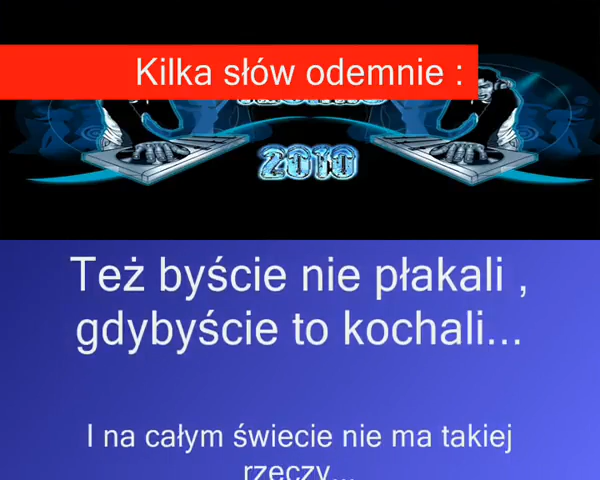 Kilka słów odemnie :
2010
Też byście nie płakali ,
gdybyście to kochali...
I na całym świecie nie ma takiej
rzeczy...